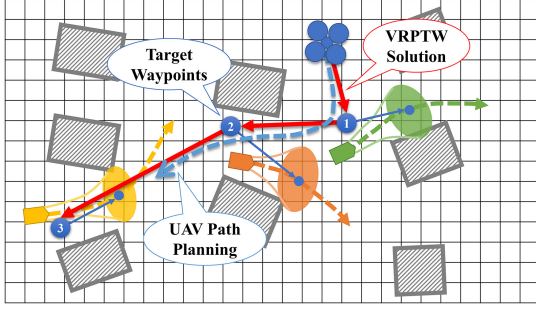 VRPTW
Solution
Target
Waypoints
1
2
3
UAV Path
Planning